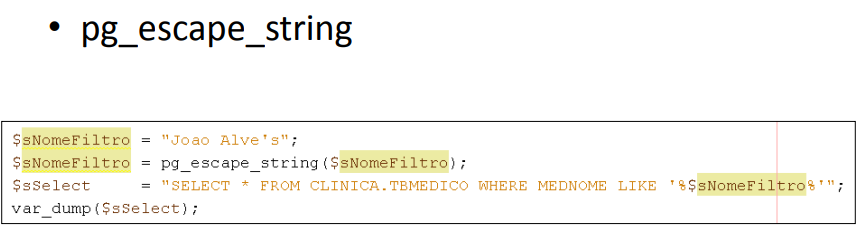 • pg_escape_string
$sNomeFiltro = "Joao Alve's";
$sNomeFiltro = pg_escape_string($sNomeFiltro);
$sSelect     = "SELECT * FROM CLINICA.TBMEDICO WHERE MEDNOME LIKE '%$sNomeFiltro%'";
var_dump($sSelect);